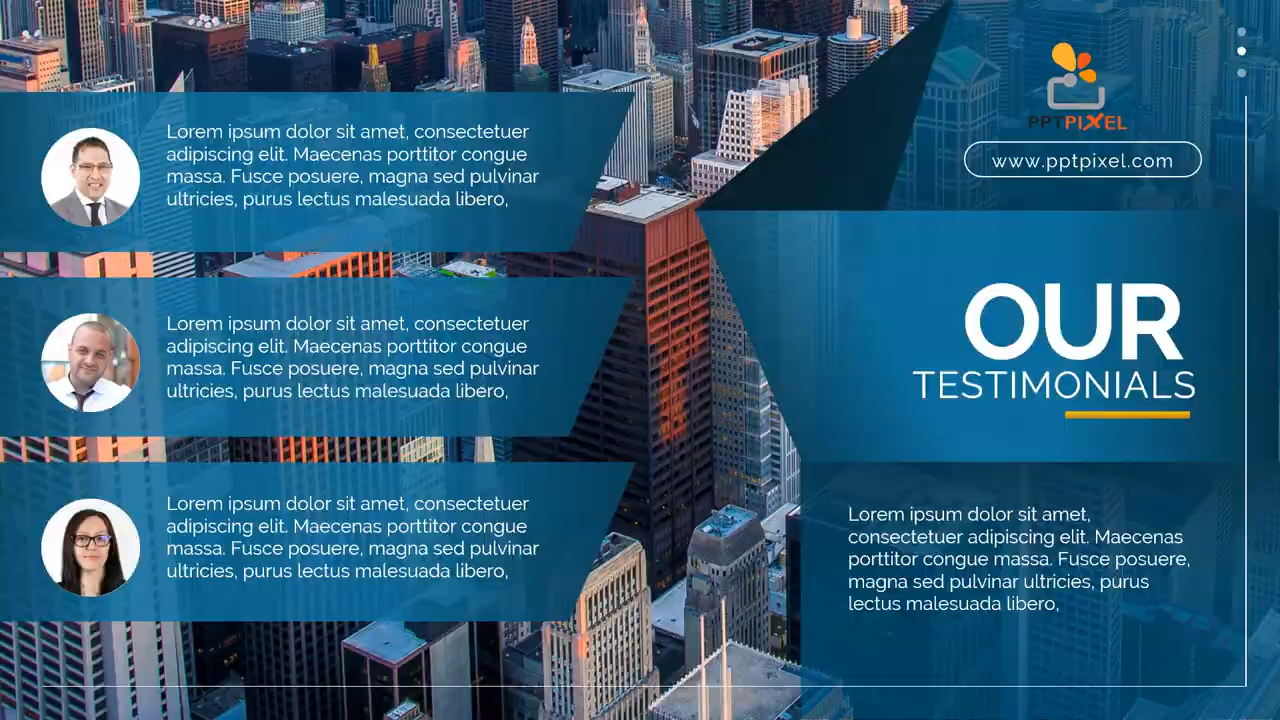 Lorem ipsum dolor sit amet, consectetuer
adipiscing elit. Maecenas porttitor congue
massa. Fusce posuere, magna sed pulvinar
ultricies, purus lectus malesuada libero,
Lorem ipsum dolor sit amet, consectetuer
adipiscing elit. Maecenas porttitor congue
massa. Fusce posuere, magna sed pulvinar
ultricies, purus lectus malesuada libero,
Lorem ipsum dolor sit amet, consectetuer
adipiscing elit. Maecenas porttitor congue
massa. Fusce posuere, magna sed pulvinar
ultricies, purus lectus malesuada libero,
PPTPIXEL
www.pptpixel.com
OUR
TESTIMONIALS
Lorem ipsum dolor sit amet,
consectetuer adipiscing elit. Maecenas
porttitor congue massa. Fusce posuere,
magna sed pulvinar ultricies, purus
lectus malesuada libero,